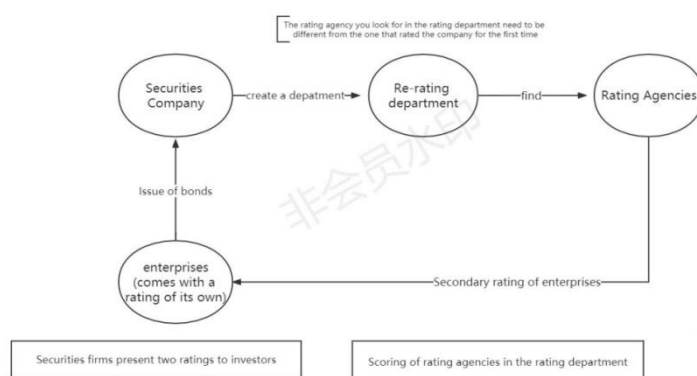 The rating agency you look for in the rating department need to be
different from the one that rated the company for the first time
Securities
Company
create a depatment
Re-rating
department
find
Rating Agencies
Issue of bonds
enterprises
(comes with a
rating of its own)
Secondary rating of enterprises
Securities firms present two ratings to investors
Scoring of rating agencies in the rating department
非会员水印